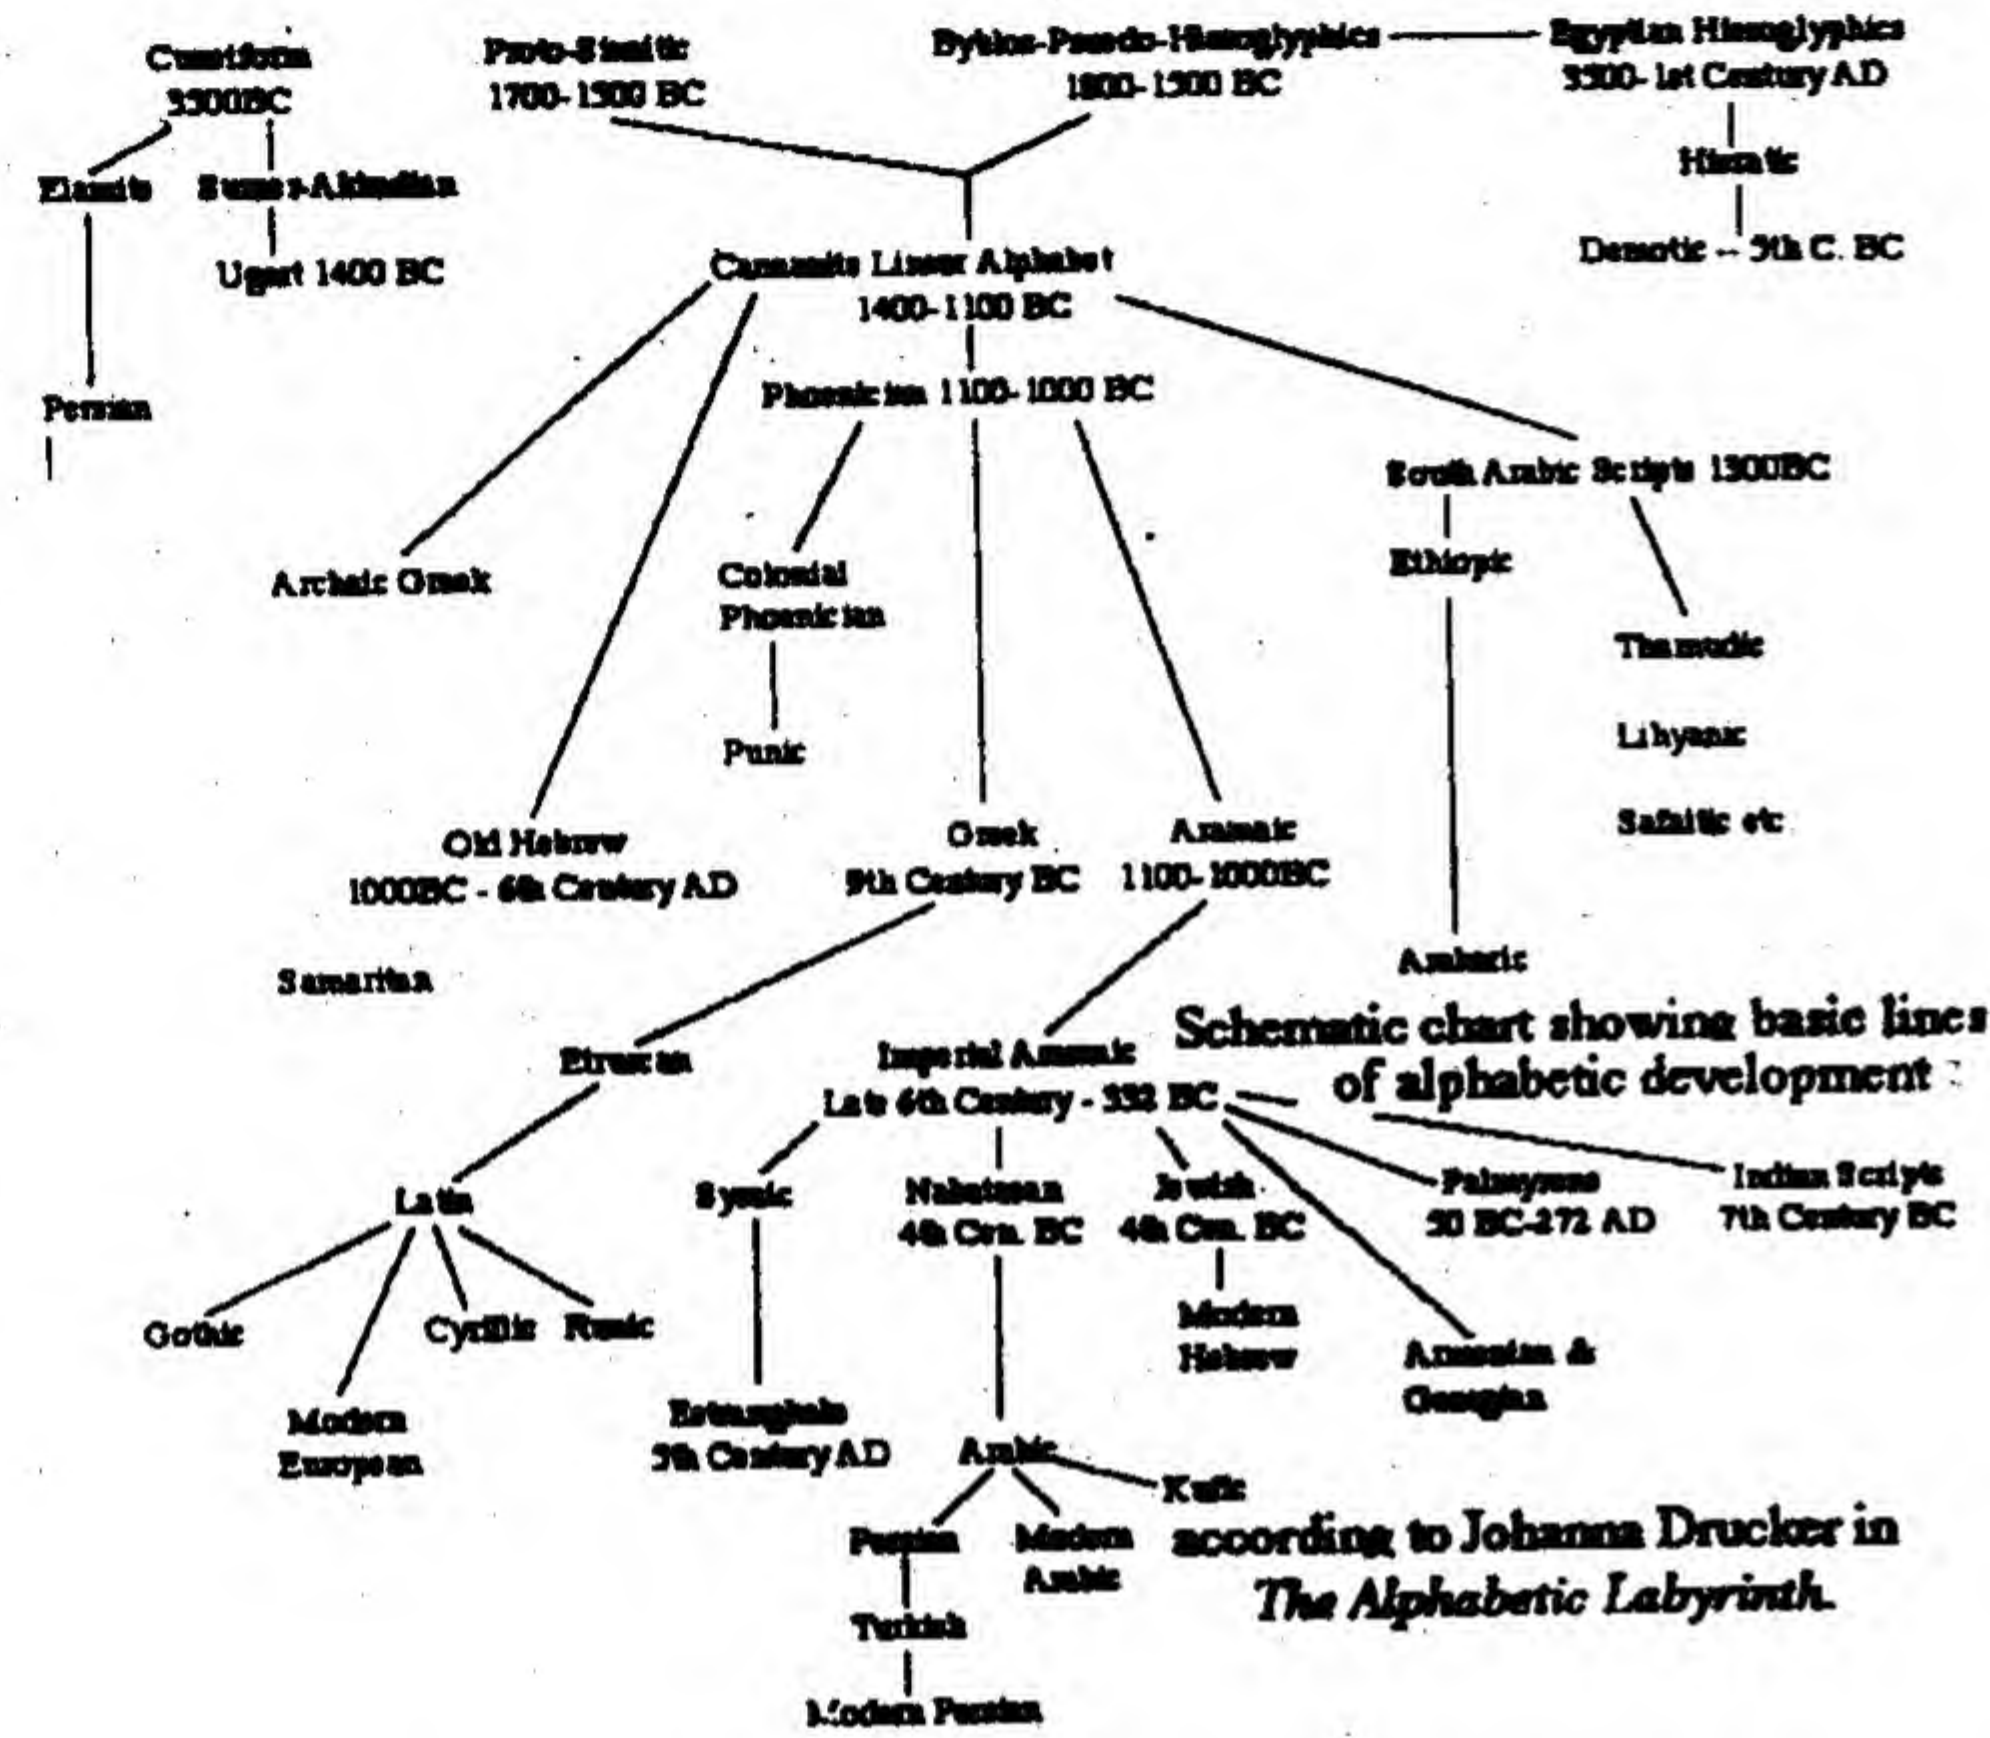 Cuneiform
3500BC
Proto-Sinaitic
1700-1500 BC
Byblos-Psuedo-Hieroglyphics
1800-1500 BC
Egyptian Hieroglyphics
3500- 1st Century AD
Hieratic
Demotic -- 5th C. BC
Elamite
Sumer-Akkadian
Ugart 1400 BC
Persian
Canaanite Linear Alphabet
1400-1100 BC
Phoenician 1100-1000 BC
South Arabic Scripts 1300BC
Ethiopic
Thamudic
Lihyanic
Safaitic etc
Amharic
Archaic Greek
Colonial
Phoenician
Punic
Old Hebrew
1000BC - 6th Century AD
Greek
9th Century BC
Aramaic
1100-1000BC
Samaritan
Etruscan
Imperial Aramaic
Late 6th Century - 332 BC
Schematic chart showing basic lines
of alphabetic development
Latin
Syriac
Nabataean
4th Cen. BC
Jewish
4th Cen. BC
Palmyrene
50 BC-272 AD
Indian Scripts
7th Century BC
Gothic
Cyrillic
Runic
Modern
European
Modern
Hebrew
Armenian &
Georgian
Estranghelo
5th Century AD
Arabic
Kufic
Persian
Modern
Arabic
Turkish
Modern Persian
according to Johanna Drucker in
The Alphabetic Labyrinth.